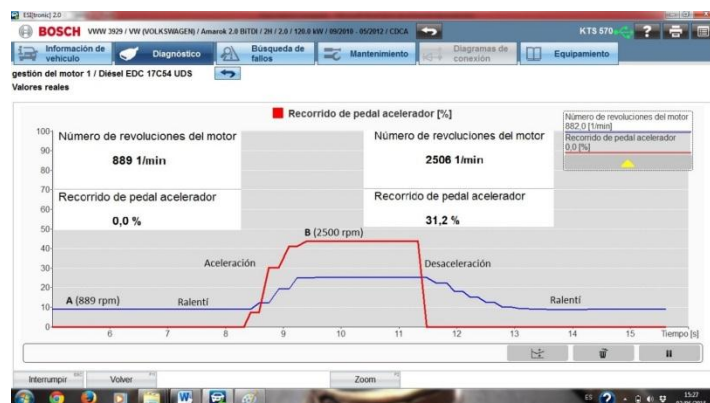 ESI[tronic] 2.0
BOSCH VWW 3929 / VW (VOLKSWAGEN) / Amarok 2.0 BITDI / 2H / 2.0 / 120.0 kW / 09/2010 - 05/2012 / CDCA
KTS 570
Información de vehículo
Diagnóstico
Búsqueda de fallos
Mantenimiento
Diagramas de conexión
Equipamiento
gestión del motor 1 / Diésel EDC 17C54 UDS
Valores reales
Recorrido de pedal acelerador [%]
Número de revoluciones del motor
882,0 [1/min]
Recorrido de pedal acelerador
0,0 [%]
Número de revoluciones del motor
889 1/min
Recorrido de pedal acelerador
0,0 %
Número de revoluciones del motor
2506 1/min
Recorrido de pedal acelerador
31,2 %
100
90
80
70
60
50
40
30
20
10
0
B (2500 rpm)
Aceleración
Desaceleración
A (889 rpm)
Ralentí
Ralentí
6 7 8 9 10 11 12 13 14 15 Tiempo [s]
Interrumpir
Volver
Zoom
ES
15:27